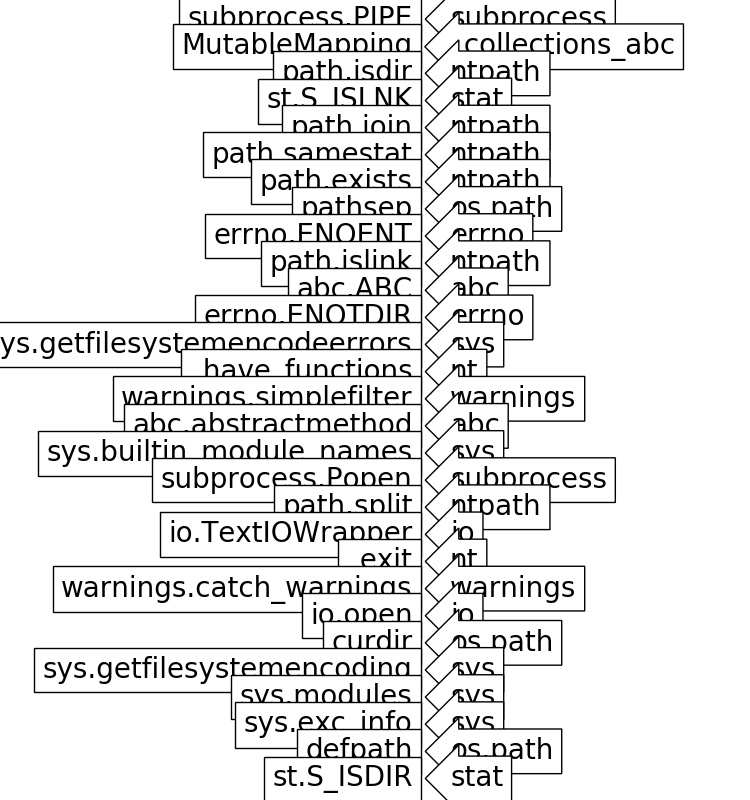 subprocess.PIPE subprocess
MutableMapping _collections_abc
path.isdir ntpath
st.S_ISLNK stat
path.join ntpath
path.samestat ntpath
path.exists ntpath
pathsep os.path
errno.ENOENT errno
path.islink ntpath
abc.ABC abc
errno.ENOTDIR errno
ys.getfilesystemencodeerrors sys
_have_functions nt
warnings.simplefilter warnings
abc.abstractmethod abc
sys.builtin_module_names sys
subprocess.Popen subprocess
path.split ntpath
io.TextIOWrapper io
_exit nt
warnings.catch_warnings warnings
io.open io
curdir os.path
sys.getfilesystemencoding sys
sys.modules sys
sys.exc_info sys
defpath os.path
st.S_ISDIR stat